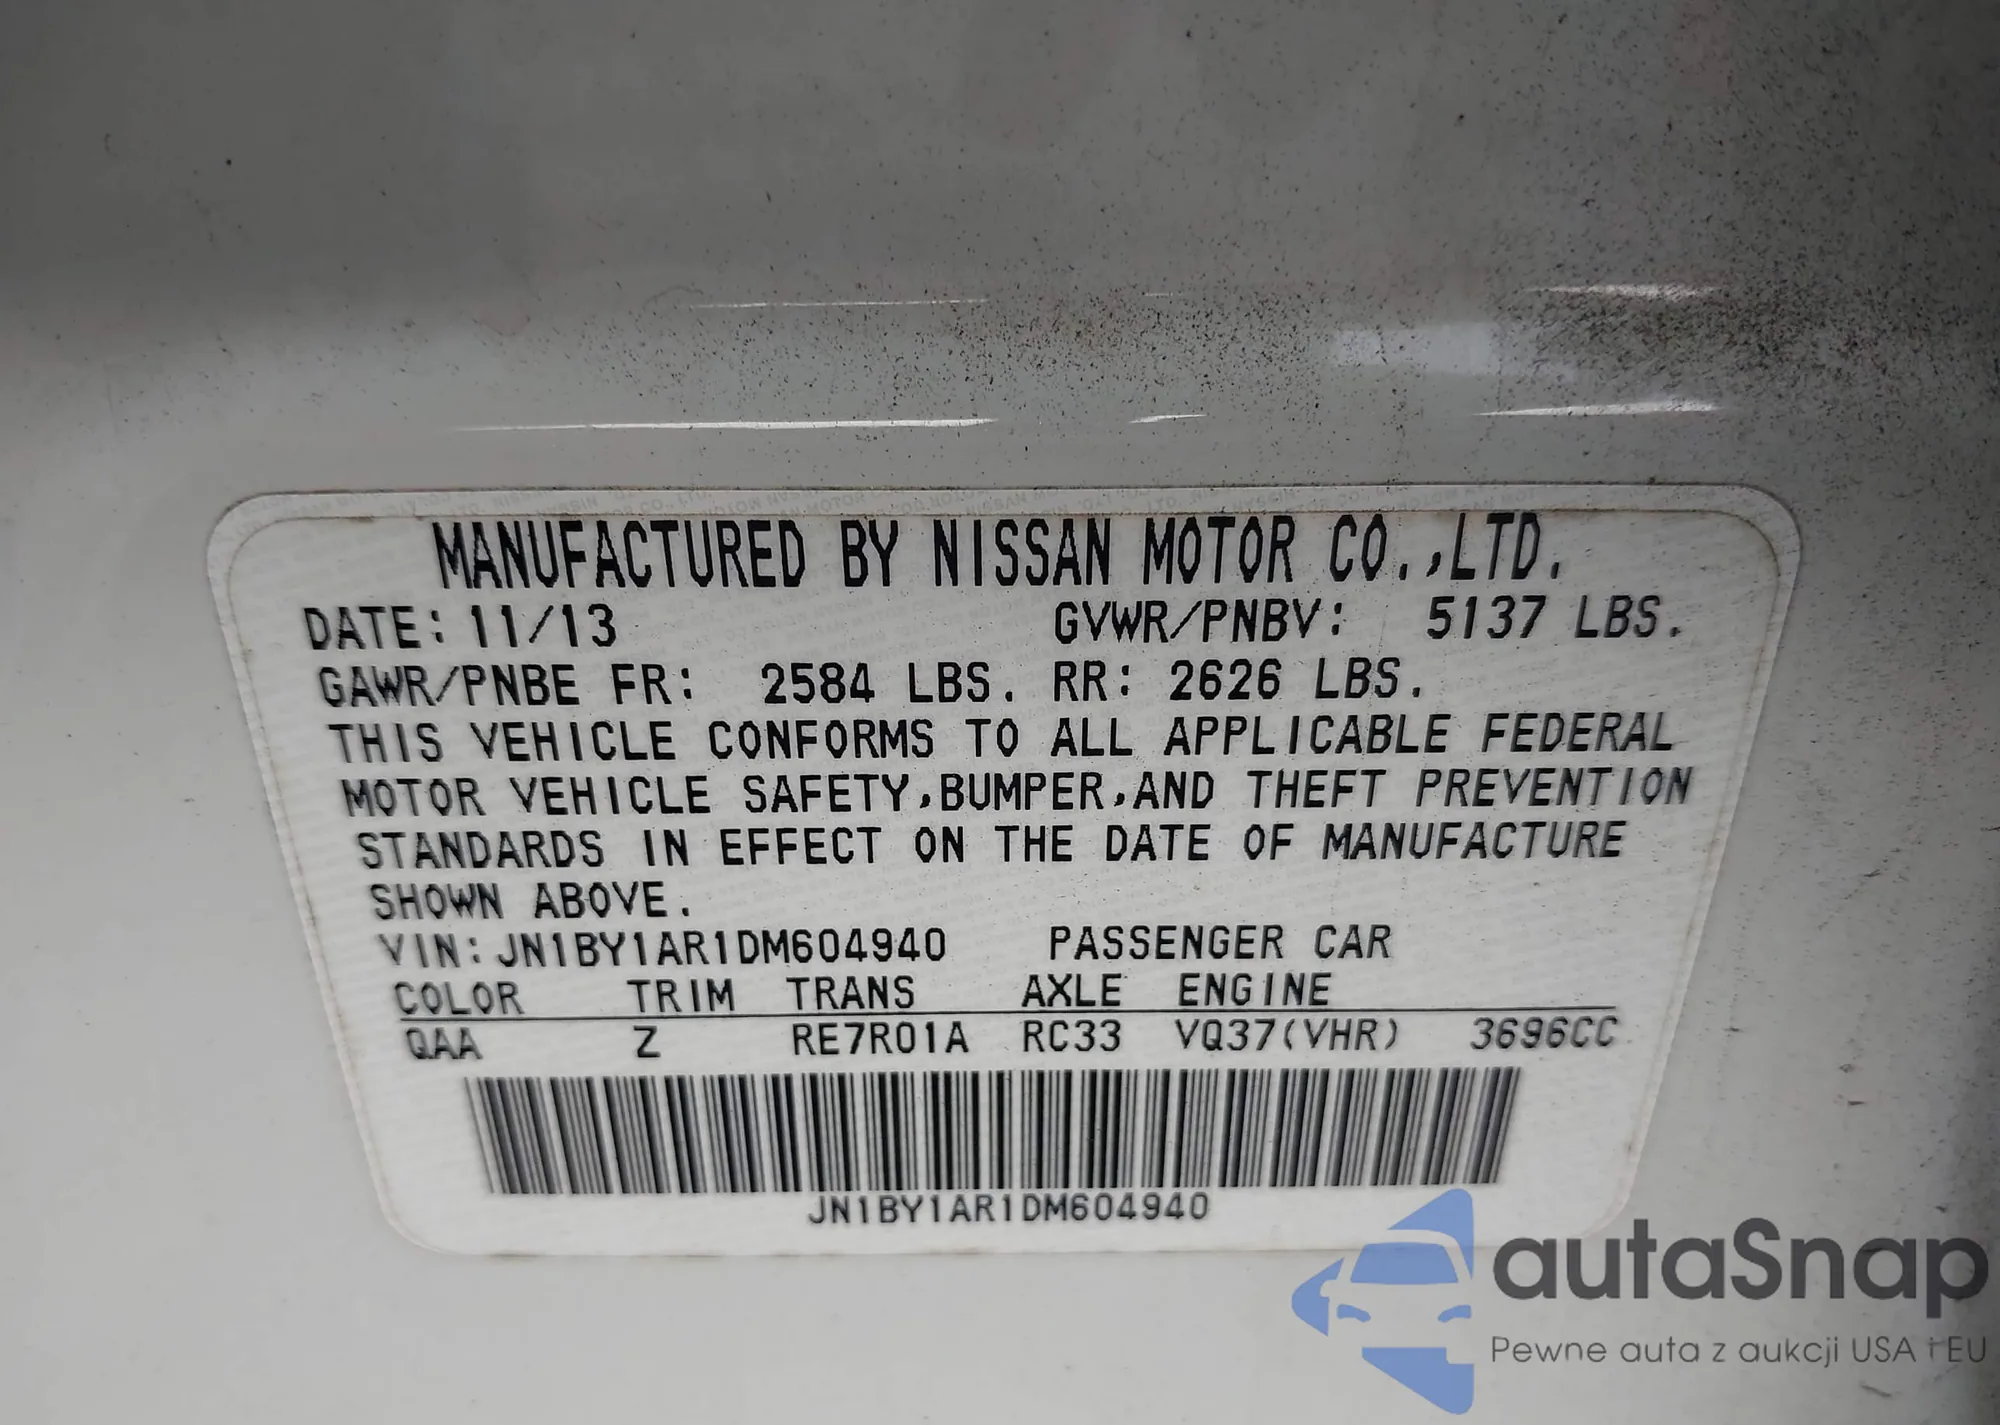 MANUFACTURED BY NISSAN MOTOR CO.,LTD.
DATE: 11/13 GVWR/PNBV: 5137 LBS.
GAWR/PNBE FR: 2584 LBS. RR: 2626 LBS.
THIS VEHICLE CONFORMS TO ALL APPLICABLE FEDERAL
MOTOR VEHICLE SAFETY,BUMPER,AND THEFT PREVENTION
STANDARDS IN EFFECT ON THE DATE OF MANUFACTURE
SHOWN ABOVE.
VIN:JN1BY1AR1DM604940 PASSENGER CAR
COLOR TRIM TRANS AXLE ENGINE
QAA Z RE7R01A RC33 VQ37(VHR) 3696CC
JN1BY1AR1DM604940
autaSnap
Pewne auta z aukcji USA i EU